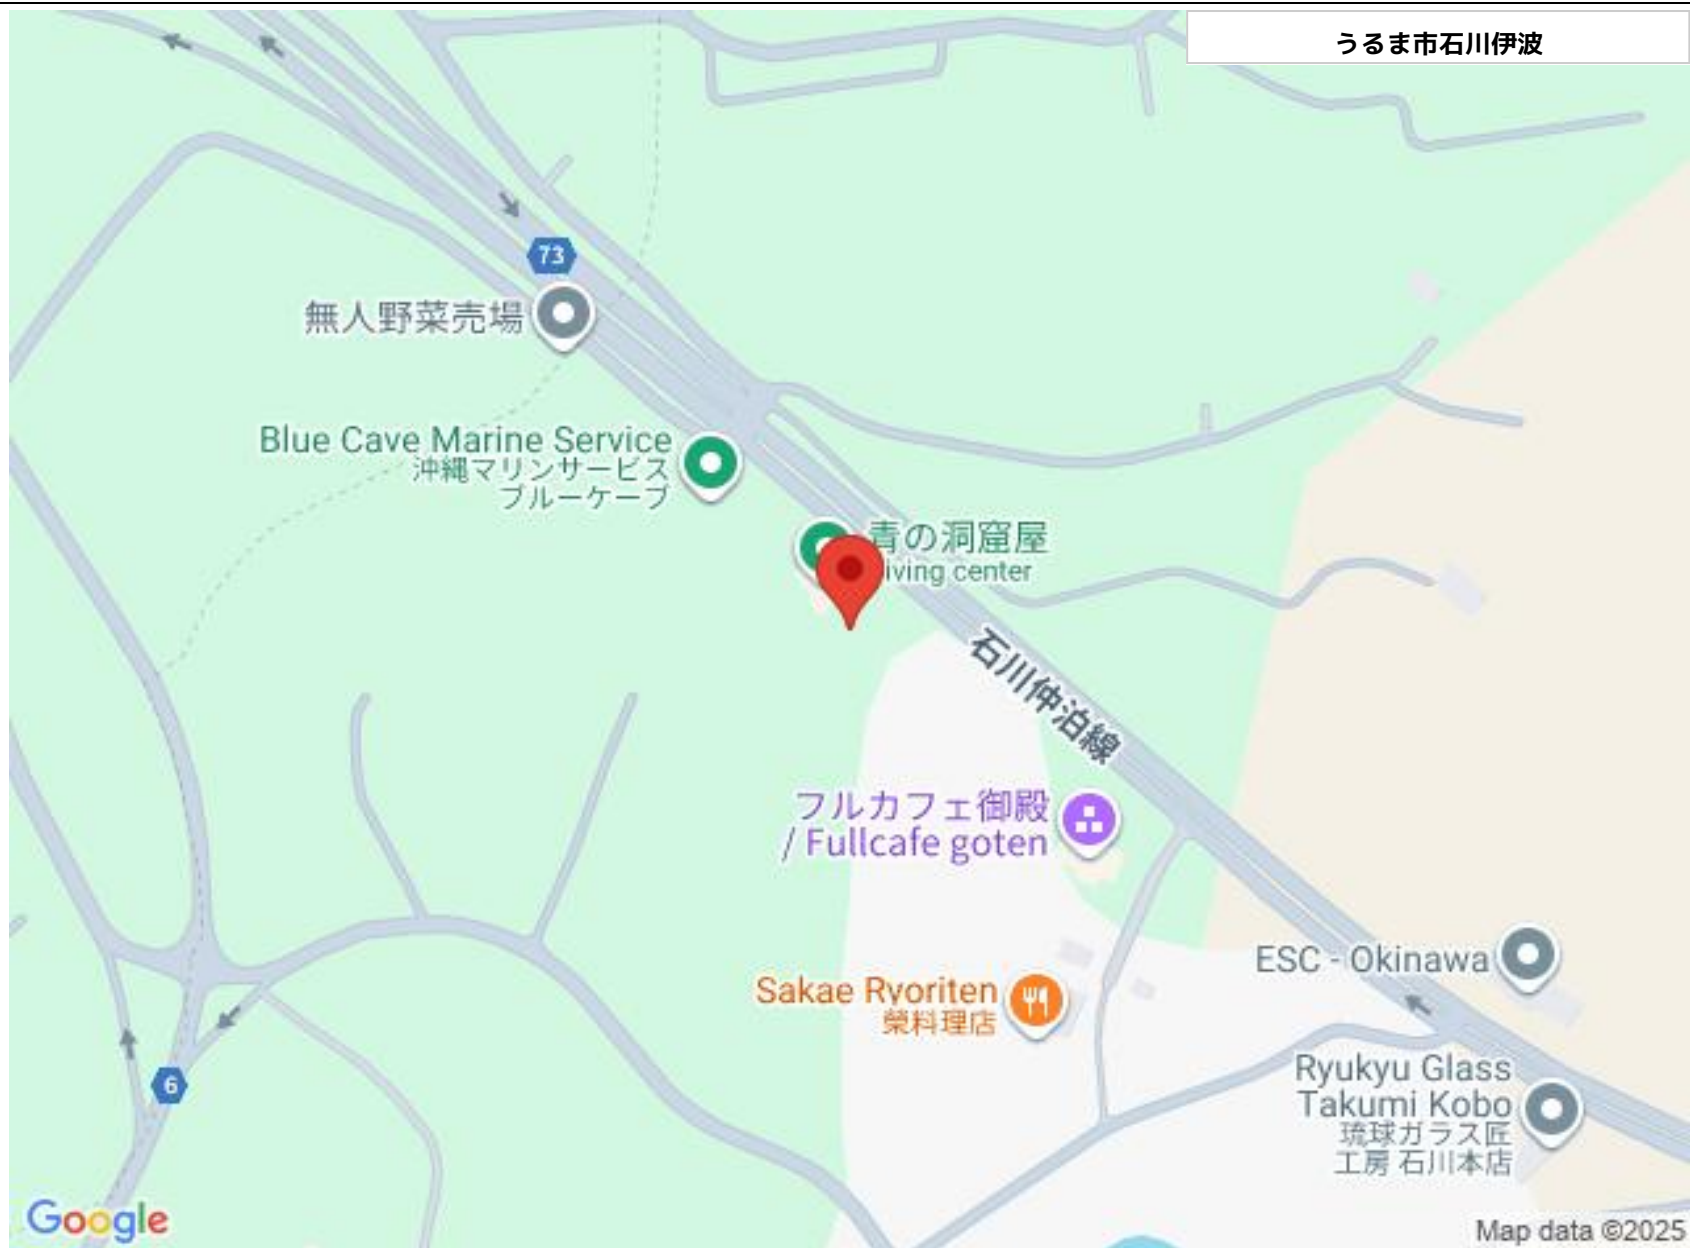 うるま市石川伊波
73
無人野菜売場
Blue Cave Marine Service
沖縄マリンサービス
ブルーケーブ
青の洞窟屋
iving center
石川仲泊線
フルカフェ御殿
/ Fullcafe goten
ESC - Okinawa
Sakae Ryoriten
榮料理店
6
Ryukyu Glass
Takumi Kobo
琉球ガラス匠
工房 石川本店
Google
Map data ©2025